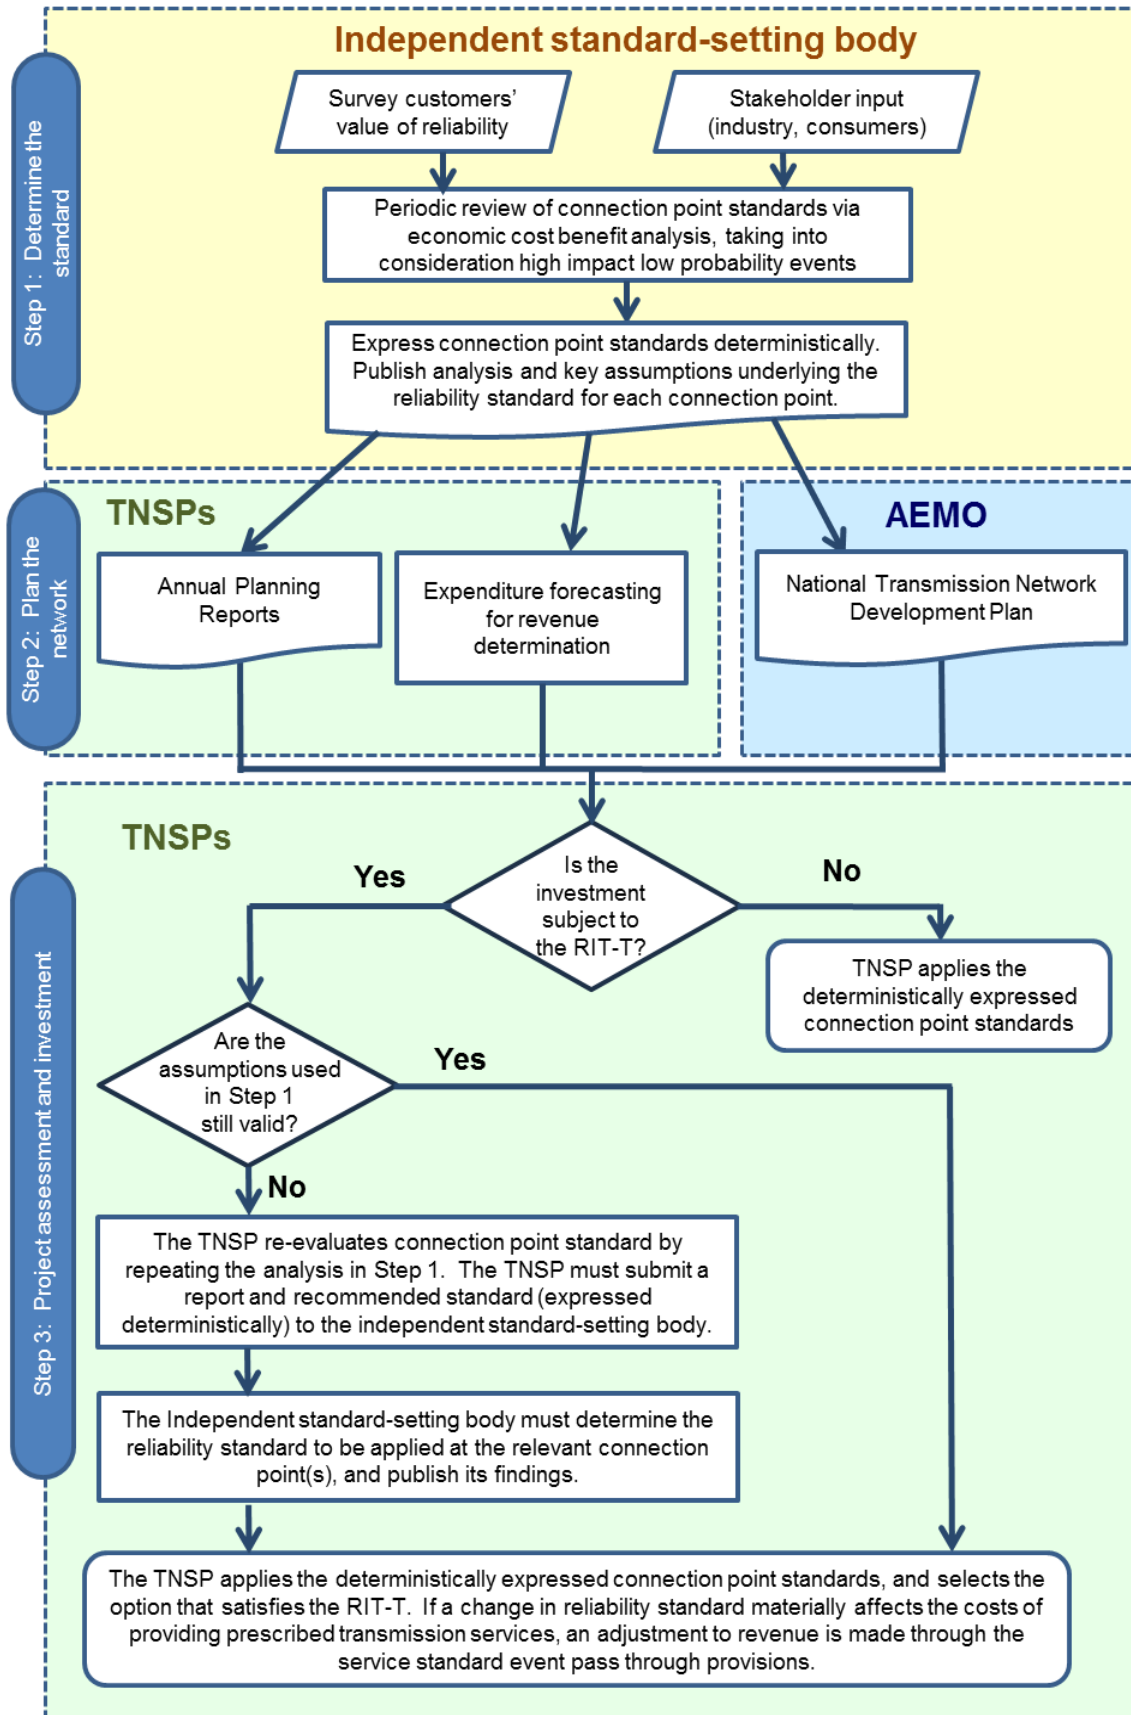 Independent standard-setting body
Step 1:  Determine the
standard
Survey customers’
value of reliability
Stakeholder input
(industry, consumers)
Periodic review of connection point standards via
economic cost benefit analysis, taking into
consideration high impact low probability events
Express connection point standards deterministically.
Publish analysis and key assumptions underlying the
reliability standard for each connection point.
Step 2:  Plan the
network
TNSPs
Annual Planning
Reports
Expenditure forecasting
for revenue
determination
AEMO
National Transmission Network
Development Plan
Step 3:  Project assessment and investment
TNSPs
Is the
investment
subject to
the RIT-T?
Yes
No
TNSP applies the
deterministically expressed
connection point standards
Are the
assumptions used
in Step 1
still valid?
Yes
No
The TNSP re-evaluates connection point standard by
repeating the analysis in Step 1.  The TNSP must submit a
report and recommended standard (expressed
deterministically) to the independent standard-setting body.
The Independent standard-setting body must determine the
reliability standard to be applied at the relevant connection
point(s), and publish its findings.
The TNSP applies the deterministically expressed connection point standards, and selects the
option that satisfies the RIT-T. If a change in reliability standard materially affects the costs of
providing prescribed transmission services, an adjustment to revenue is made through the
service standard event pass through provisions.